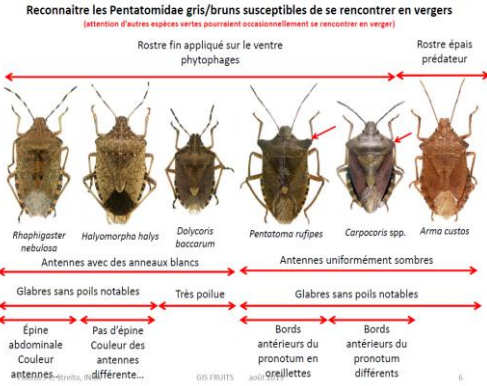 Reconnaitre les Pentatomidae gris/bruns susceptibles de se rencontrer en vergers
(attention d'autres espèces vertes pourraient occasionnellement se rencontrer en verger)
Rostre fin appliqué sur le ventre
phytophages
Rostre épais
prédateur
Rhaphigaster
nebulosa
Halyomorpha halys
Dolycoris
baccarum
Pentatoma rufipes
Carpocoris spp.
Arma custos
Antennes avec des anneaux blancs
Antennes uniformément sombres
Glabres sans poils notables
Très poilue
Glabres sans poils notables
Épine
abdominale
Couleur
antennes
Pas d'épine
Couleur des
antennes
différente...
Bords
antérieurs du
pronotum en
oreillettes
Bords
antérieurs du
pronotum
différents
Streito,
GIS FRUITS
août
6